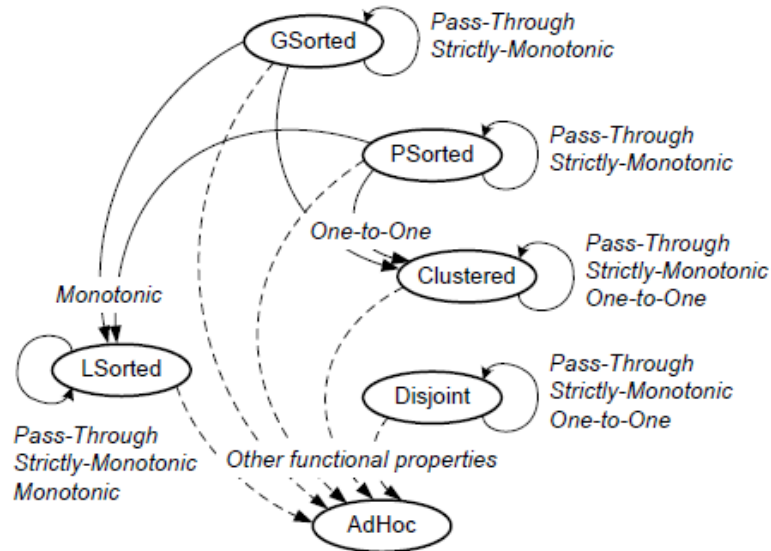 GSorted
Pass-Through
Strictly-Monotonic
PSorted
Pass-Through
Strictly-Monotonic
One-to-One
Clustered
Pass-Through
Strictly-Monotonic
One-to-One
Monotonic
LSorted
Pass-Through
Strictly-Monotonic
Monotonic
Disjoint
Pass-Through
Strictly-Monotonic
One-to-One
Other functional properties
AdHoc